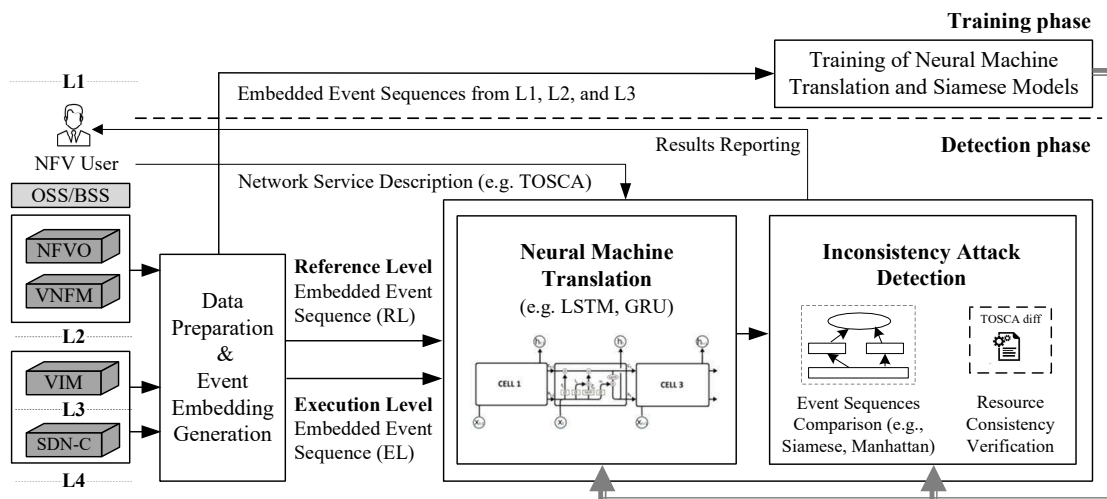 Training phase
Training of Neural Machine
Translation and Siamese Models
L1
Embedded Event Sequences from L1, L2, and L3
Results Reporting
Detection phase
NFV User
Network Service Description (e.g. TOSCA)
OSS/BSS
NFVO
VNFM
L2
VIM
L3
SDN-C
L4
Data
Preparation
&
Event
Embedding
Generation
Reference Level
Embedded Event
Sequence (RL)
Execution Level
Embedded Event
Sequence (EL)
Neural Machine
Translation
(e.g. LSTM, GRU)
CELL 1
CELL 3
Inconsistency Attack
Detection
TOSCA diff
Event Sequences
Comparison (e.g.,
Siamese, Manhattan)
Resource
Consistency
Verification